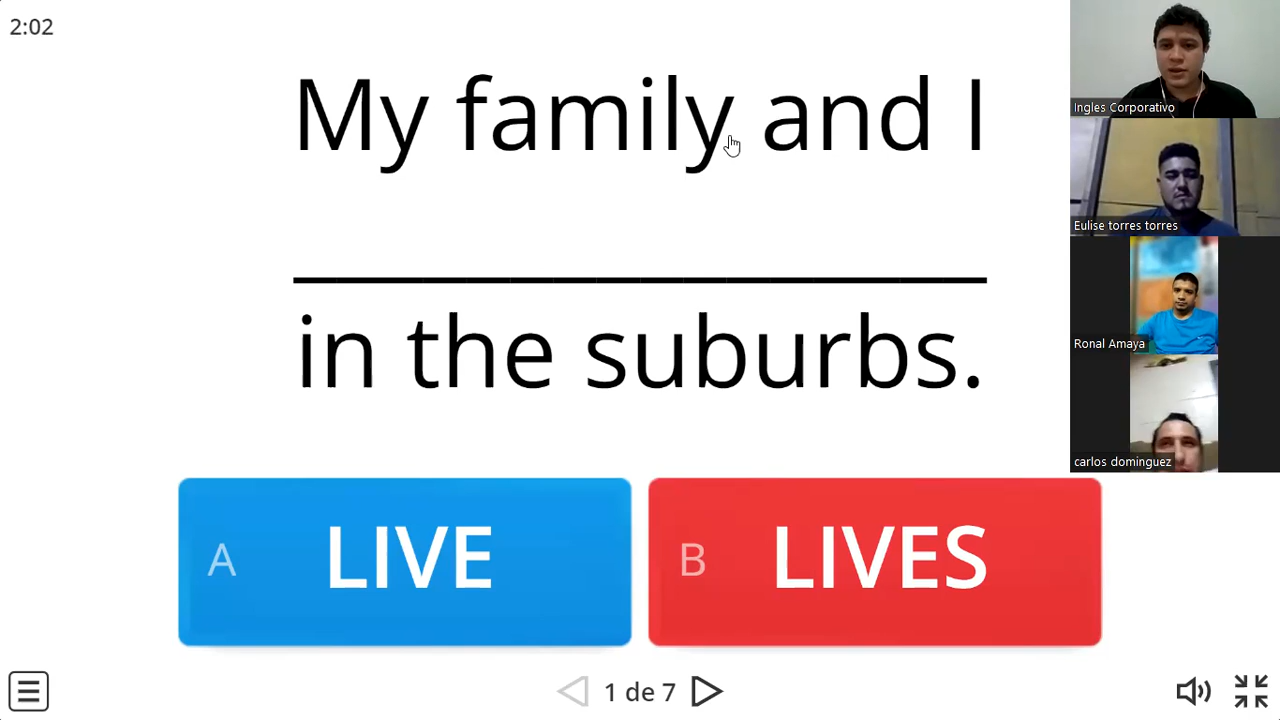 2:02
My family and I
________________
in the suburbs.
A LIVE
B LIVES
1 de 7
Ingles Corporativo
Eulise torres torres
Ronal Amaya
carlos dominguez